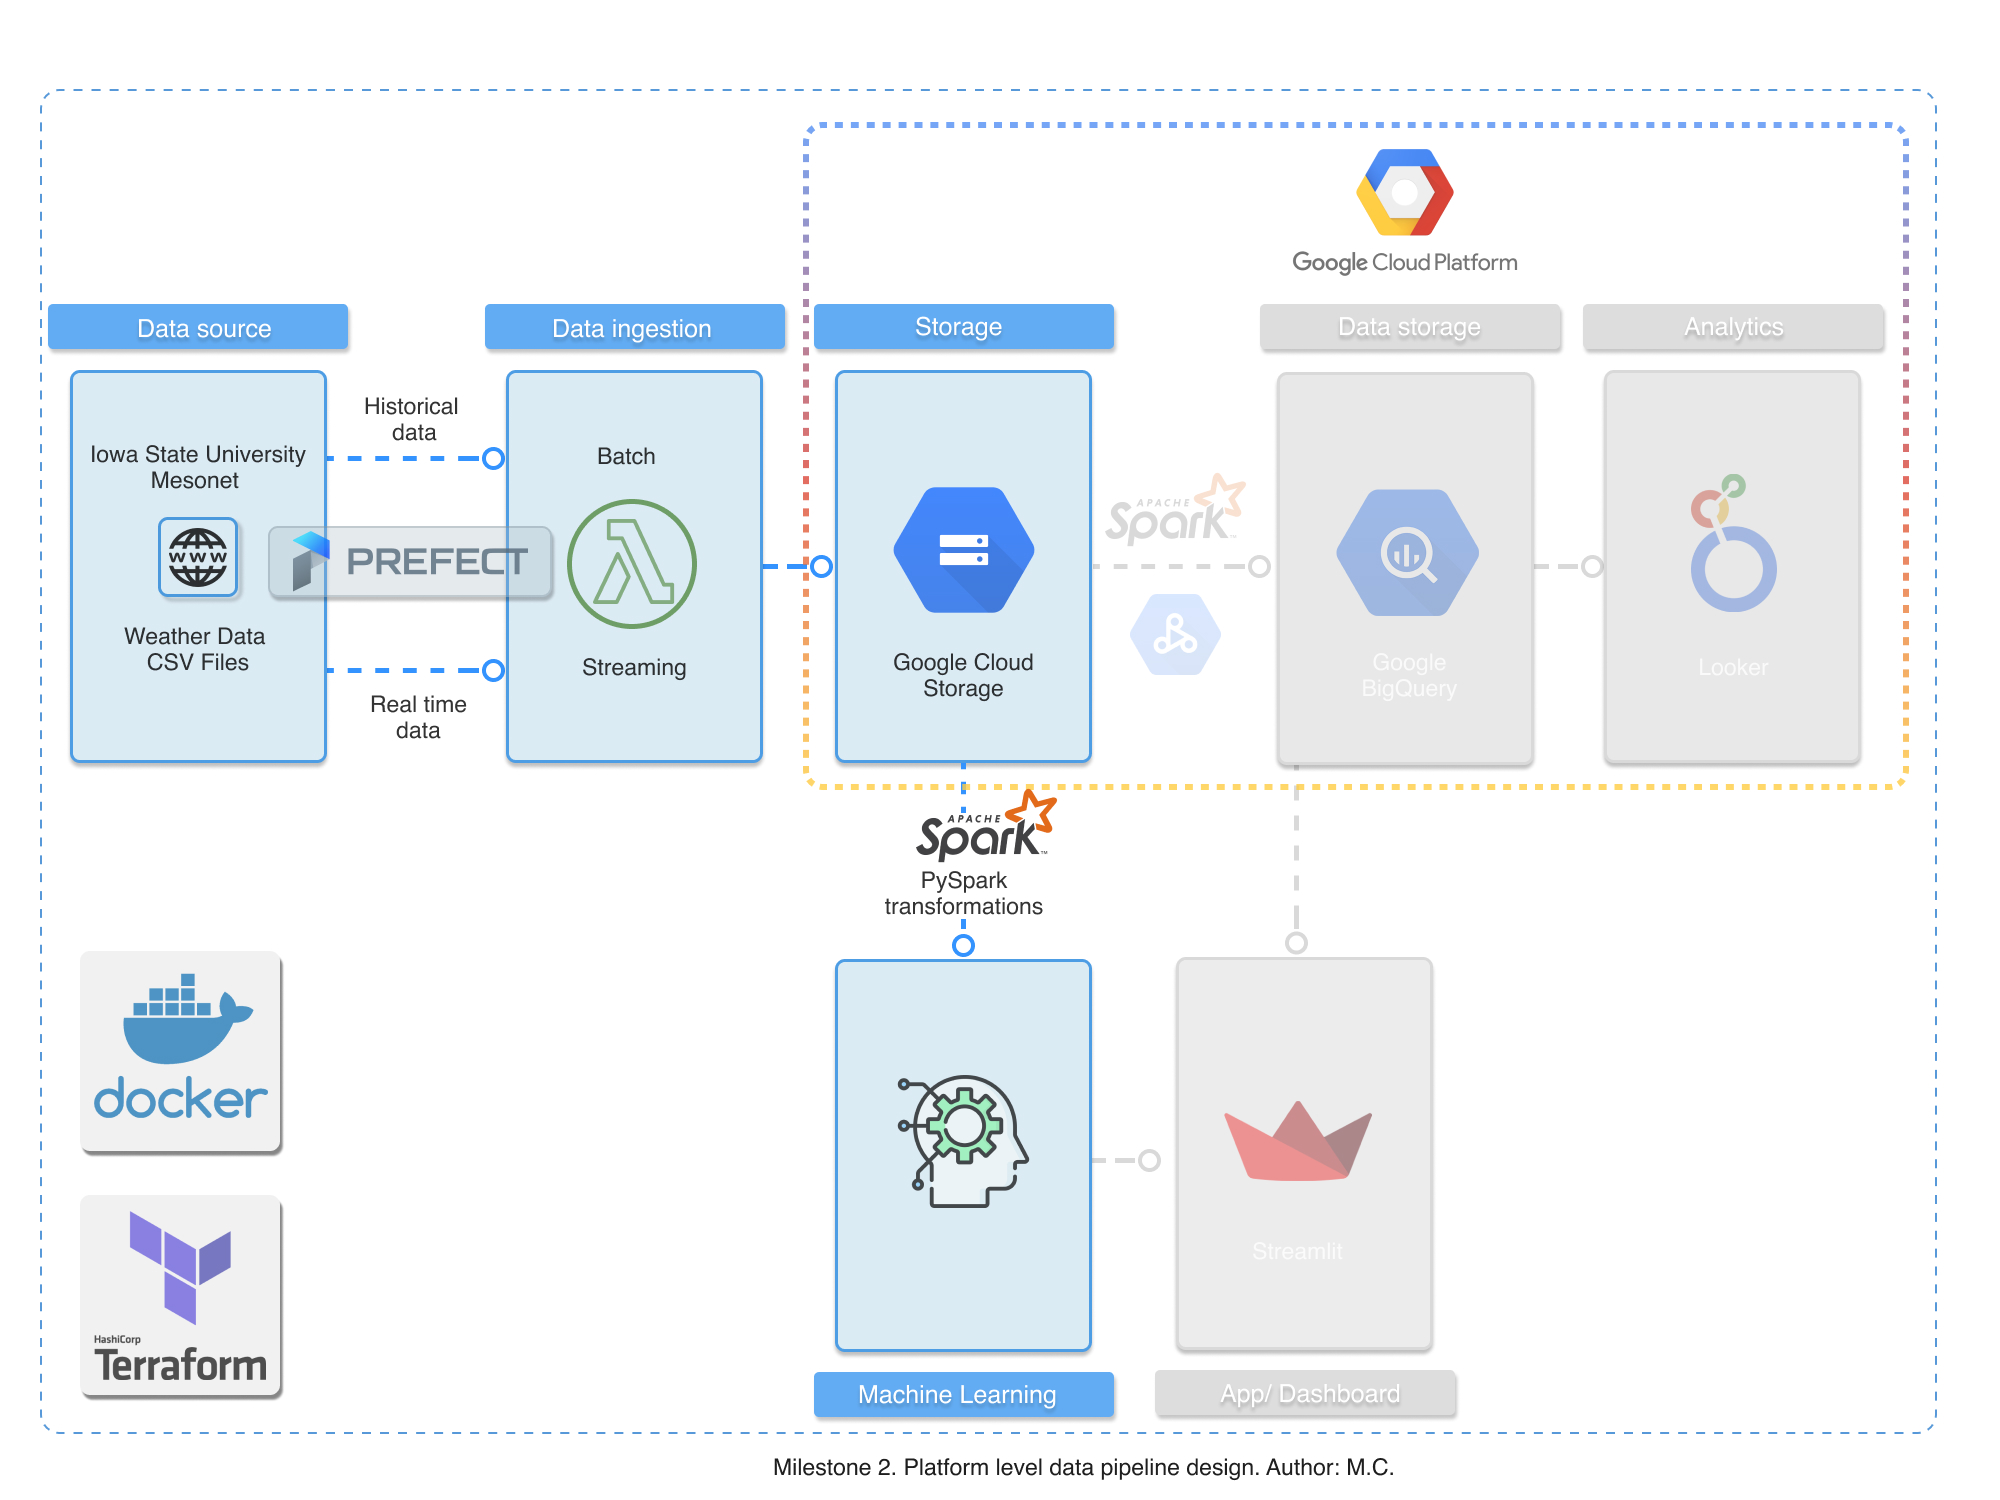 Google Cloud Platform
Data source
Data ingestion
Storage
Data storage
Analytics
Historical
data
Iowa State University
Mesonet
WWW
Weather Data
CSV Files
PREFECT
Real time
data
Batch
Streaming
Google Cloud
Storage
APACHE
Spark™
Google
BigQuery
Looker
APACHE
Spark™
PySpark
transformations
docker
HashiCorp
Terraform
Streamlit
Machine Learning
App/ Dashboard
Milestone 2. Platform level data pipeline design. Author: M.C.